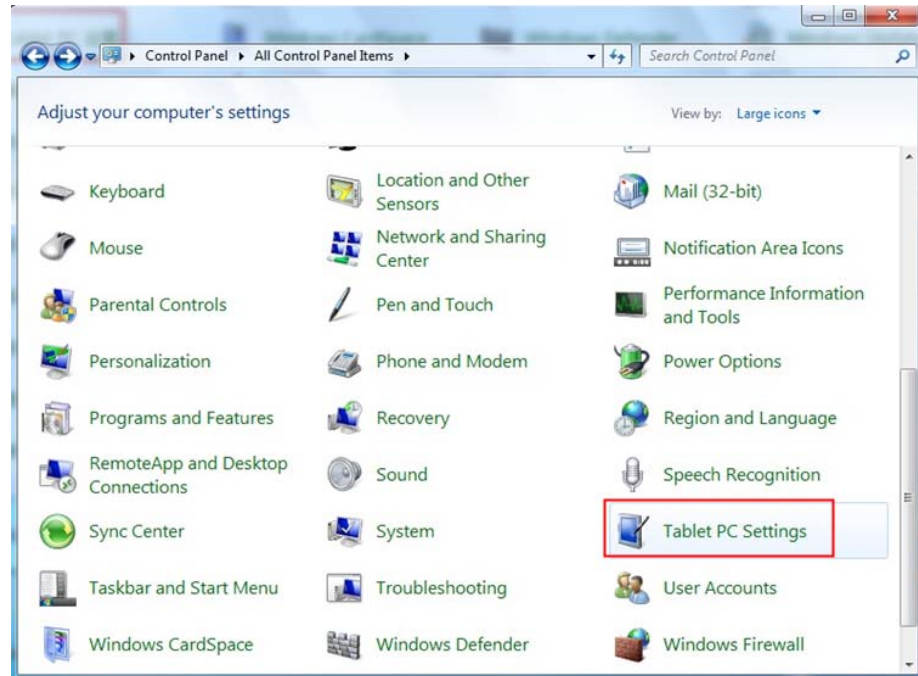 Control Panel All Control Panel Items Search Control Panel
Adjust your computer's settings View by: Large icons
Keyboard
Location and Other
Sensors
Mail (32-bit)
Mouse
Network and Sharing
Center
Notification Area Icons
Parental Controls
Pen and Touch
Performance Information
and Tools
Personalization
Phone and Modem
Power Options
Programs and Features
Recovery
Region and Language
RemoteApp and Desktop
Connections
Sound
Speech Recognition
Sync Center
System
Tablet PC Settings
Taskbar and Start Menu
Troubleshooting
User Accounts
Windows CardSpace
Windows Defender
Windows Firewall